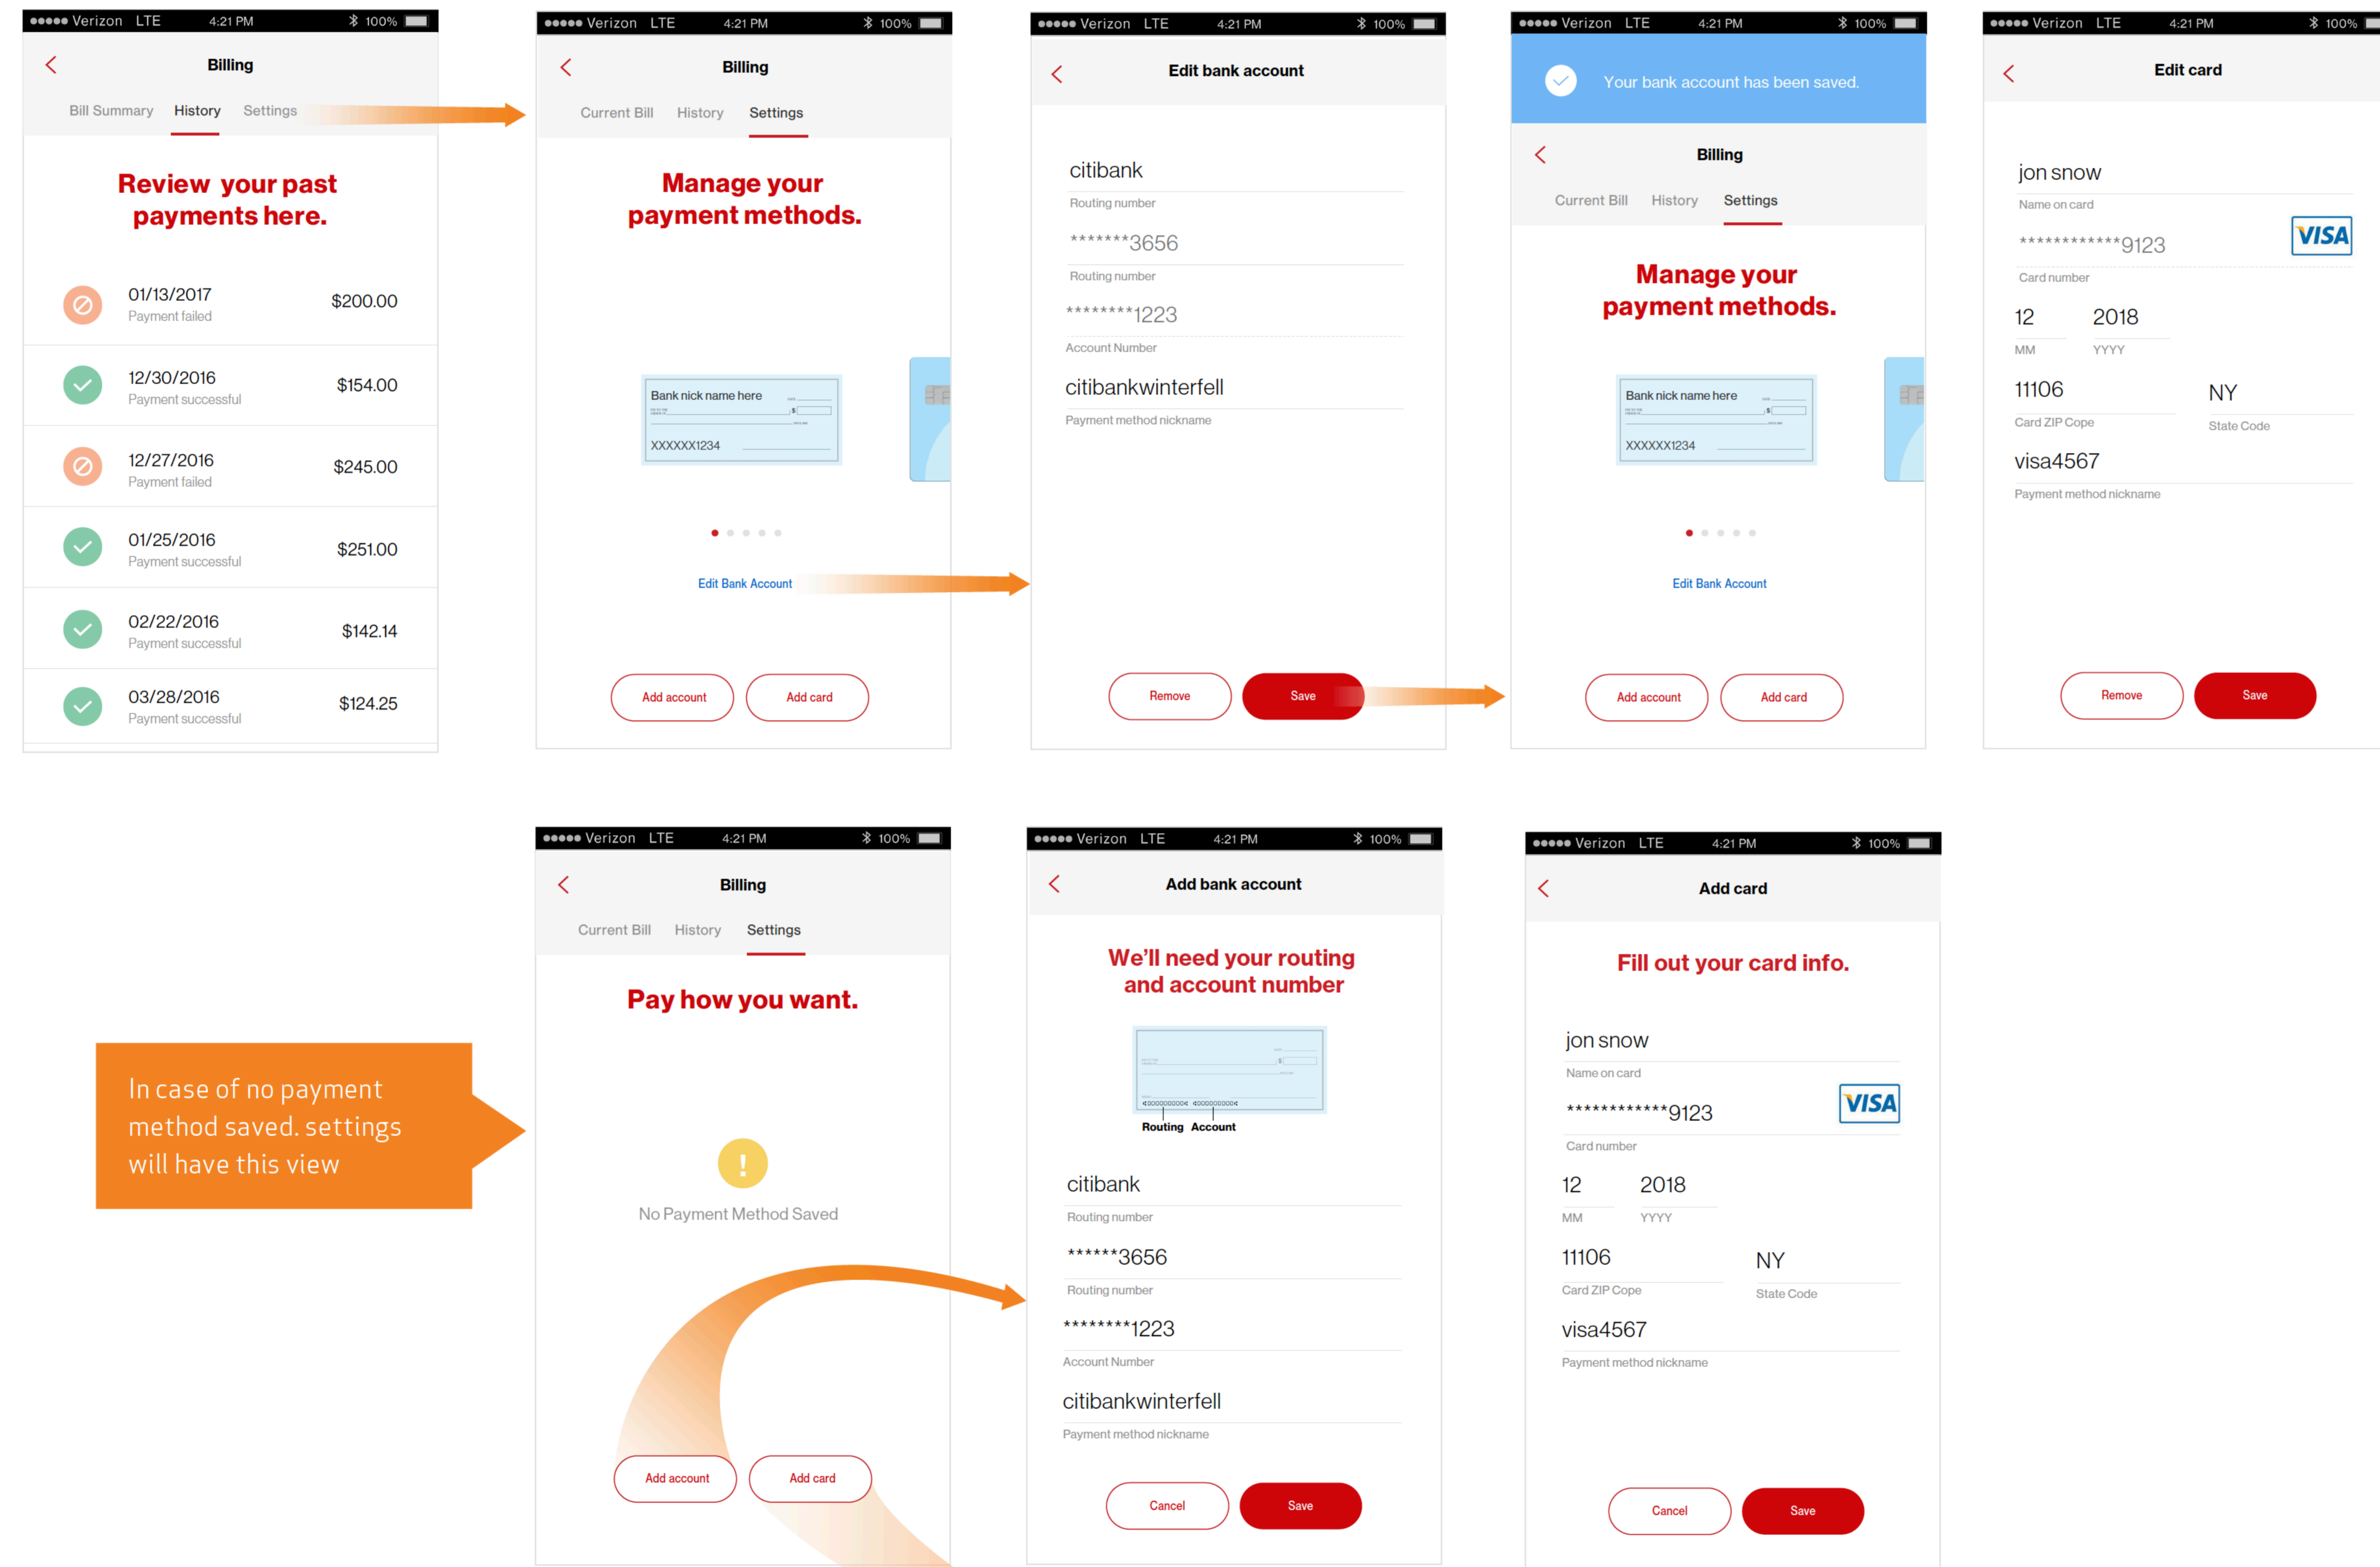 Verizon LTE 4:21 PM 100%
Billing
Bill Summary History Settings
Review your past
payments here.
01/13/2017
Payment failed
$200.00
12/30/2016
Payment successful
$154.00
12/27/2016
Payment failed
$245.00
01/25/2016
Payment successful
$251.00
02/22/2016
Payment successful
$142.14
03/28/2016
Payment successful
$124.25
Verizon LTE 4:21 PM 100%
Billing
Current Bill History Settings
Manage your
payment methods.
Bank nick name here
$
XXXXXX1234
Edit Bank Account
Add account Add card
Verizon LTE 4:21 PM 100%
Edit bank account
citibank
Routing number
*******3656
Routing number
********1223
Account Number
citibankwinterfell
Payment method nickname
Remove Save
Verizon LTE 4:21 PM 100%
Your bank account has been saved.
Billing
Current Bill History Settings
Manage your
payment methods.
Bank nick name here
$
XXXXXX1234
Edit Bank Account
Add account Add card
Verizon LTE 4:21 PM 100%
Edit card
jon snow
Name on card
************9123
VISA
Card number
12 2018
MM YYYY
11106 NY
Card ZIP Cope State Code
visa4567
Payment method nickname
Remove Save
In case of no payment
method saved. settings
will have this view
Verizon LTE 4:21 PM 100%
Billing
Current Bill History Settings
Pay how you want.
!
No Payment Method Saved
Add account Add card
Verizon LTE 4:21 PM 100%
Add bank account
We'll need your routing
and account number
$
Routing Account
citibank
Routing number
******3656
Routing number
********1223
Account Number
citibankwinterfell
Payment method nickname
Cancel Save
Verizon LTE 4:21 PM 100%
Add card
Fill out your card info.
jon snow
Name on card
************9123
VISA
Card number
12 2018
MM YYYY
11106 NY
Card ZIP Cope State Code
visa4567
Payment method nickname
Cancel Save